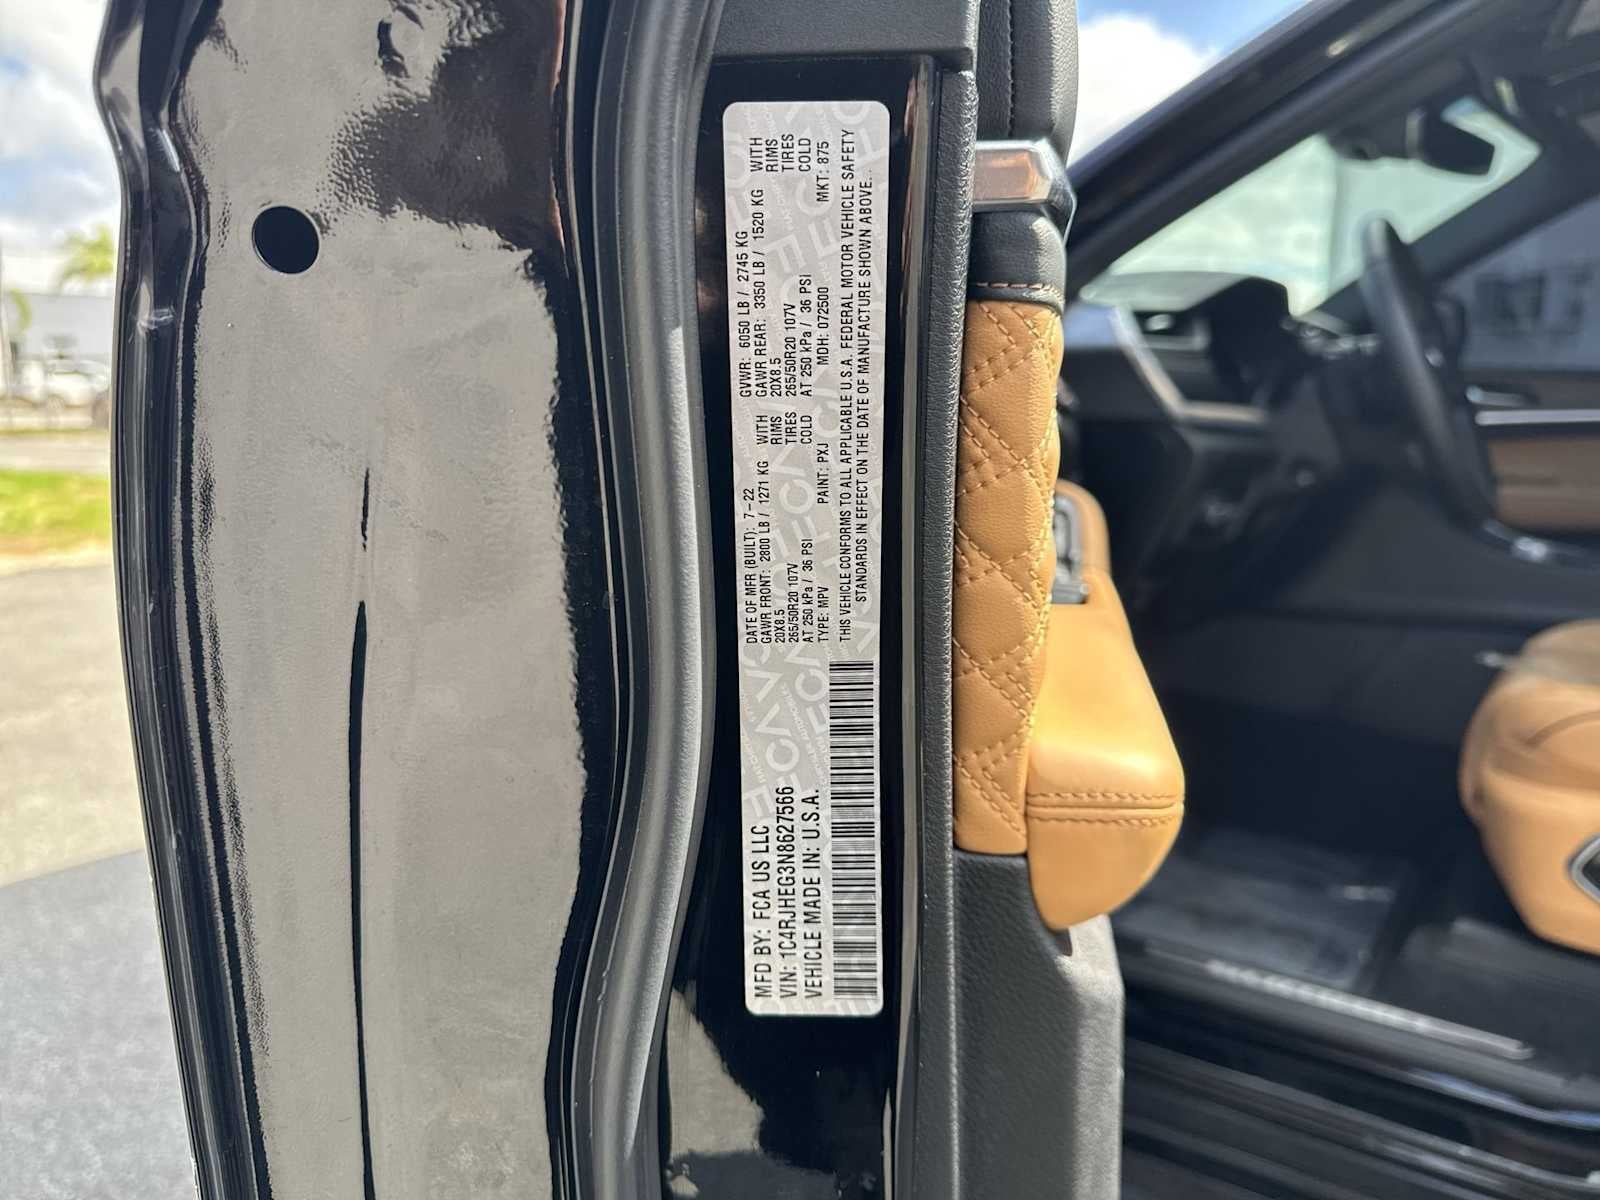 DATE OF MFR (BUILT): 7-22 GVWR: 6050 LB / 2745 KG
GAWR FRONT: 2800 LB / 1271 KG WITH GAWR REAR: 3350 LB / 1520 KG WITH
20X8.5 RIMS 20X8.5 RIMS
265/50R20 107V TIRES 265/50R20 107V TIRES
AT 250 kPa / 36 PSI COLD AT 250 kPa / 36 PSI COLD
TYPE: MPV PAINT: PXJ MDH: 072500 MKT: 875
THIS VEHICLE CONFORMS TO ALL APPLICABLE U.S.A. FEDERAL MOTOR VEHICLE SAFETY
STANDARDS IN EFFECT ON THE DATE OF MANUFACTURE SHOWN ABOVE.
MFD BY: FCA US LLC
VIN: 1C4RJHEG3N8627566
VEHICLE MADE IN: U.S.A.